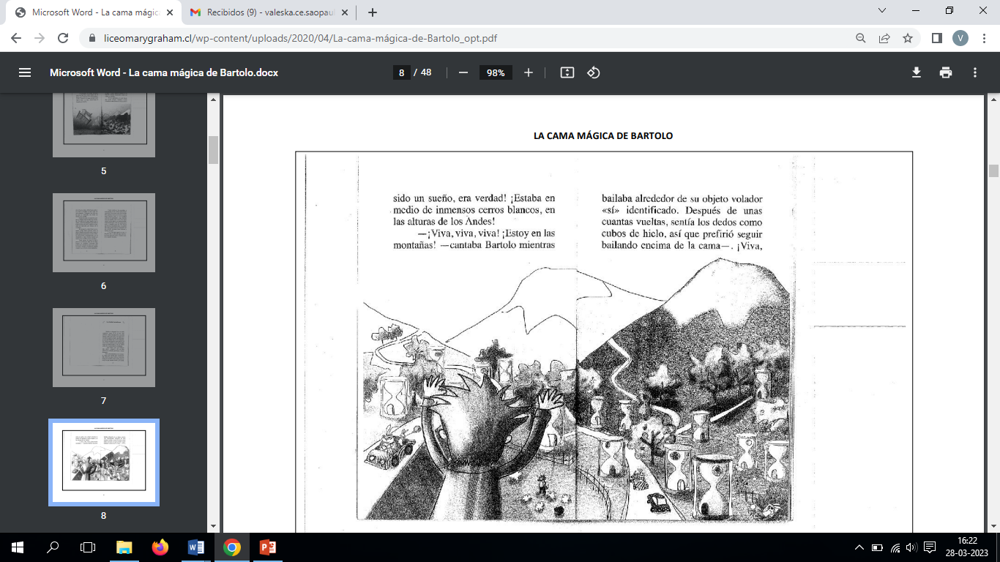 Microsoft Word - La cama mágica
Recibidos (9) - valeska.ce.saopaul
liceomarygraham.cl/wp-content/uploads/2020/04/La-cama-mágica-de-Bartolo_opt.pdf
V
Microsoft Word - La cama mágica de Bartolo.docx
8 / 48
98%
5
6
7
8
LA CAMA MÁGICA DE BARTOLO
sido un sueño, era verdad! ¡Estaba en
medio de inmensos cerros blancos, en
las alturas de los Andes!
—¡Viva, viva, viva! ¡Estoy en las
montañas! —cantaba Bartolo mientras
bailaba alrededor de su objeto volador
«sí» identificado. Después de unas
cuantas vueltas, sentía los dedos como
cubos de hielo, así que prefirió seguir
bailando encima de la cama—. ¡Viva,
16:22
28-03-2023